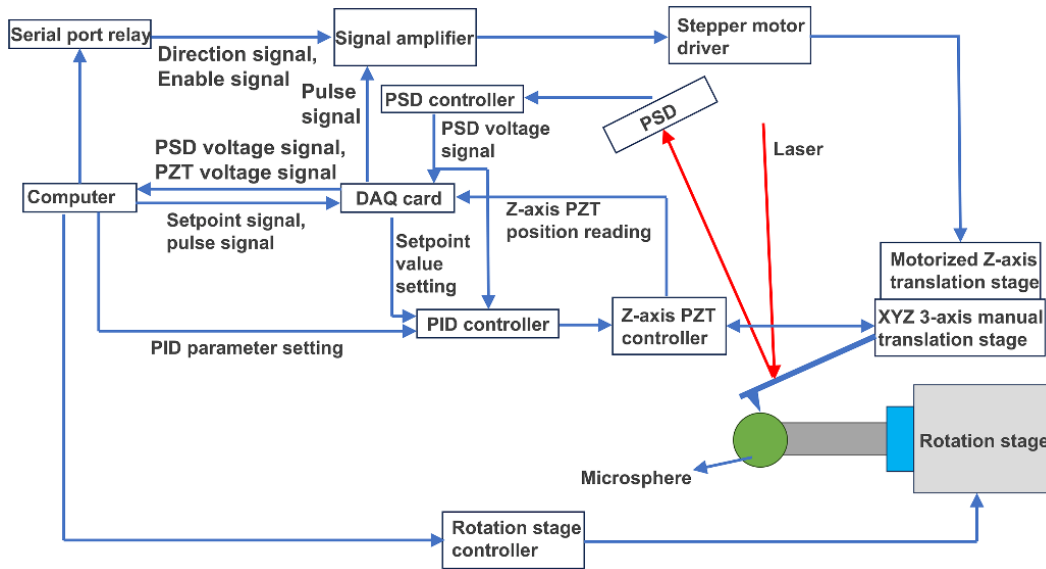 Serial port relay
Direction signal,
Enable signal
Signal amplifier
Stepper motor
driver
Pulse
signal
PSD controller
PSD
PSD voltage
signal
Laser
PSD voltage signal,
PZT voltage signal
Computer
DAQ card
Setpoint signal,
pulse signal
Z-axis PZT
position reading
Setpoint
value
setting
Motorized Z-axis
translation stage
PID controller
Z-axis PZT
controller
XYZ 3-axis manual
translation stage
PID parameter setting
Rotation stage
Microsphere
Rotation stage
controller